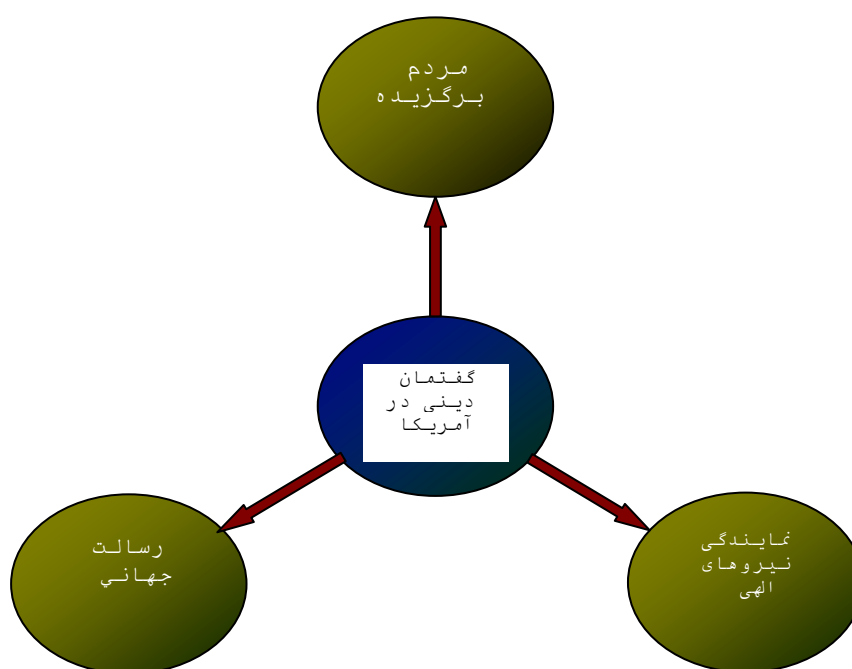 مردم
برگزیده
گفتمان
دینی در
آمریکا
نمایندگی
نیروهای
الهی
رسالت
جهاني